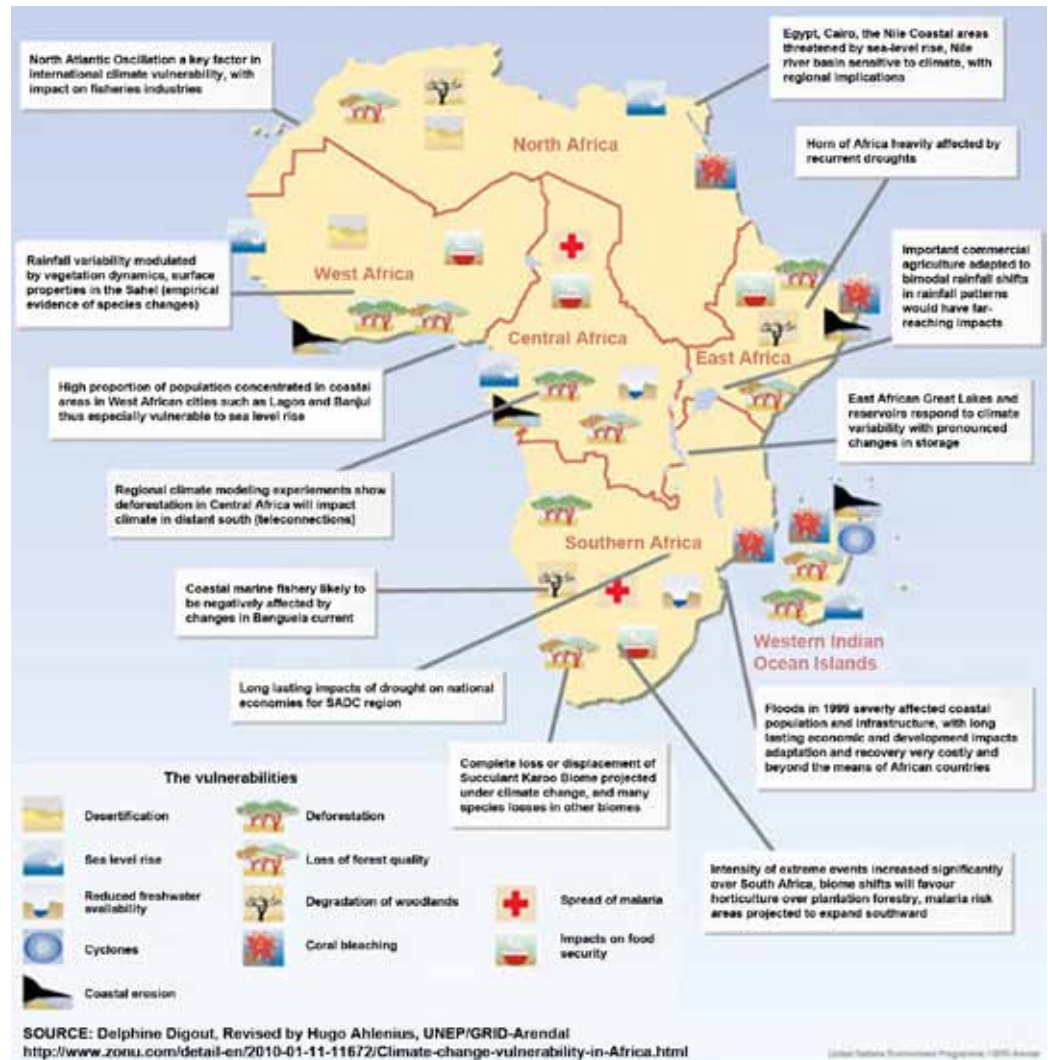 North Atlantic Oscillation a key factor in
international climate vulnerability, with
impact on fisheries industries
Egypt, Cairo, the Nile Coastal areas
threatened by sea-level rise, Nile
river basin sensitive to climate, with
regional implications
North Africa
Horn of Africa heavily affected by
recurrent droughts
Rainfall variability modulated
by vegetation dynamics, surface
properties in the Sahel (empirical
evidence of species changes)
West Africa
Important commercial
agriculture adapted to
bimodal rainfall shifts
in rainfall patterns
would have far-
reaching impacts
Central Africa
East Africa
High proportion of population concentrated in coastal
areas in West African cities such as Lagos and Banjul
thus especially vulnerable to sea level rise
East African Great Lakes and
reservoirs respond to climate
variability with pronounced
changes in storage
Regional climate modeling experiements show
deforestation in Central Africa will impact
climate in distant south (teleconnections)
Southern Africa
Coastal marine fishery likely to
be negatively affected by
changes in Banguela current
Western Indian
Ocean Islands
Long lasting impacts of drought on national
economies for SADC region
Floods in 1999 severty affected coastal
population and infrastructure, with long
lasting economic and development impacts
adaptation and recovery very costly and
beyond the means of African countries
Complete loss or displacement of
Succulant Karoo Biome projected
under climate change, and many
species losses in other biomes
Intensity of extreme events increased significantly
over South Africa, biome shifts will favour
horticulture over plantation forestry, malaria risk
areas projected to expand southward
The vulnerabilities
Desertification
Sea level rise
Reduced freshwater
availability
Cyclones
Coastal erosion
Deforestation
Loss of forest quality
Degradation of woodlands
Coral bleaching
Spread of malaria
Impacts on food
security
SOURCE: Delphine Digout, Revised by Hugo Ahlenius, UNEP/GRID-Arendal
http://www.zonu.com/detail-en/2010-01-11-11672/Climate-change-vulnerability-in-Africa.html
United Nations Environment Programme / GRID-Arendal